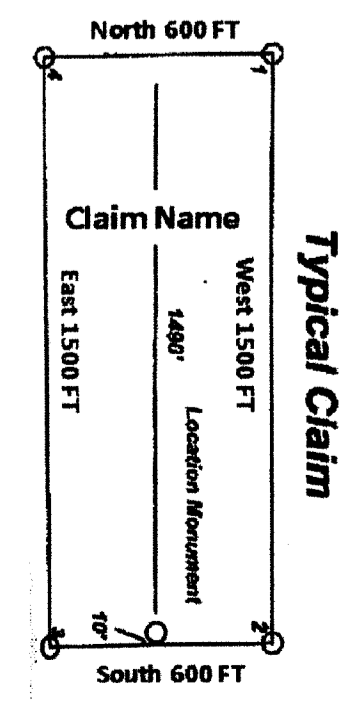 North 600 FT
1
4
Claim Name
Typical Claim
West 1500 FT
East 1500 FT
1490'
Location Monument
2
10'
3
South 600 FT